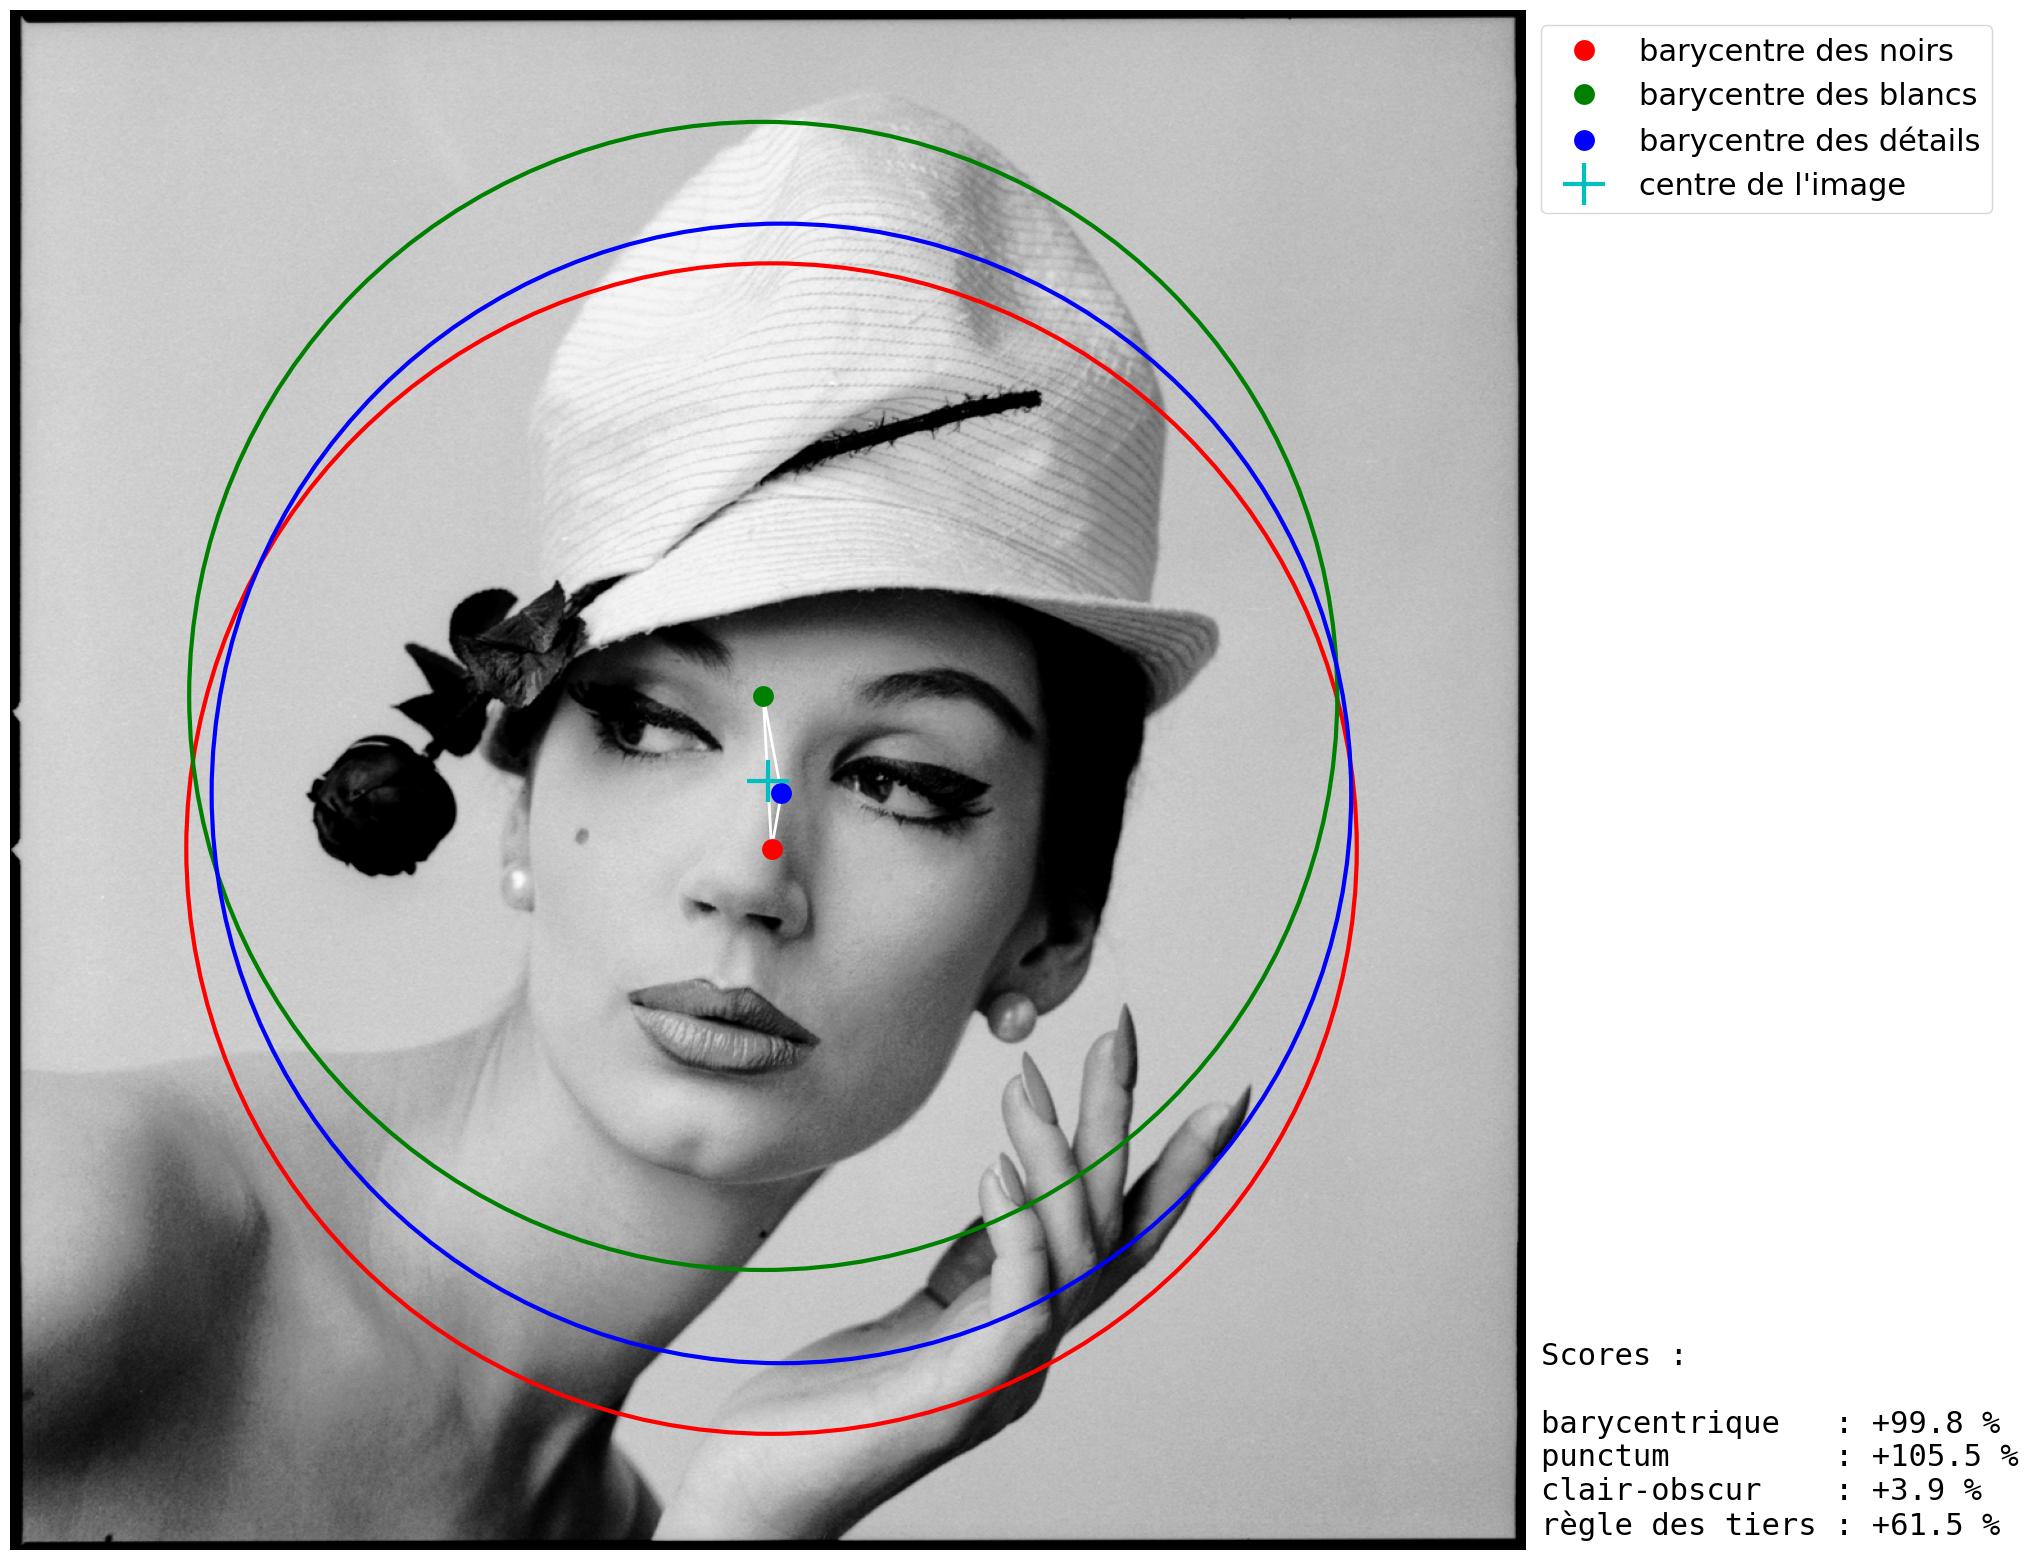 barycentre des noirs
barycentre des blancs
barycentre des détails
centre de l'image
Scores :
barycentrique : +99.8 %
punctum : +105.5 %
clair-obscur : +3.9 %
règle des tiers : +61.5 %